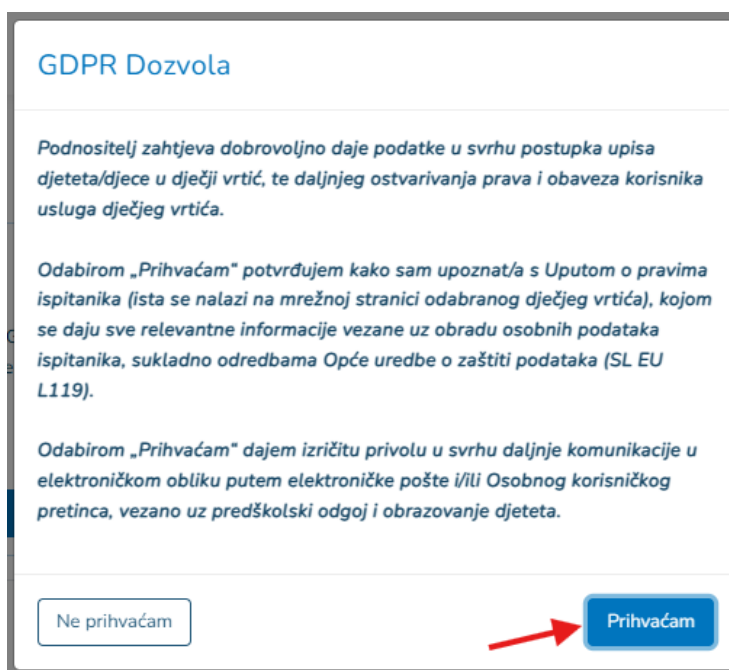 GDPR Dozvola
Podnositelj zahtjeva dobrovoljno daje podatke u svrhu postupka upisa
djeteta/djece u dječji vrtić, te daljnjeg ostvarivanja prava i obaveza korisnika
usluga dječjeg vrtića.
Odabirom „Prihvaćam“ potvrđujem kako sam upoznat/a s Uputom o pravima
ispitanika (ista se nalazi na mrežnoj stranici odabranog dječjeg vrtića), kojom
se daju sve relevantne informacije vezane uz obradu osobnih podataka
ispitanika, sukladno odredbama Opće uredbe o zaštiti podataka (SL EU
L119).
Odabirom „Prihvaćam“ dajem izričitu privolu u svrhu daljnje komunikacije u
elektroničkom obliku putem elektroničke pošte i/ili Osobnog korisničkog
pretinca, vezano uz predškolski odgoj i obrazovanje djeteta.
Ne prihvaćam
Prihvaćam